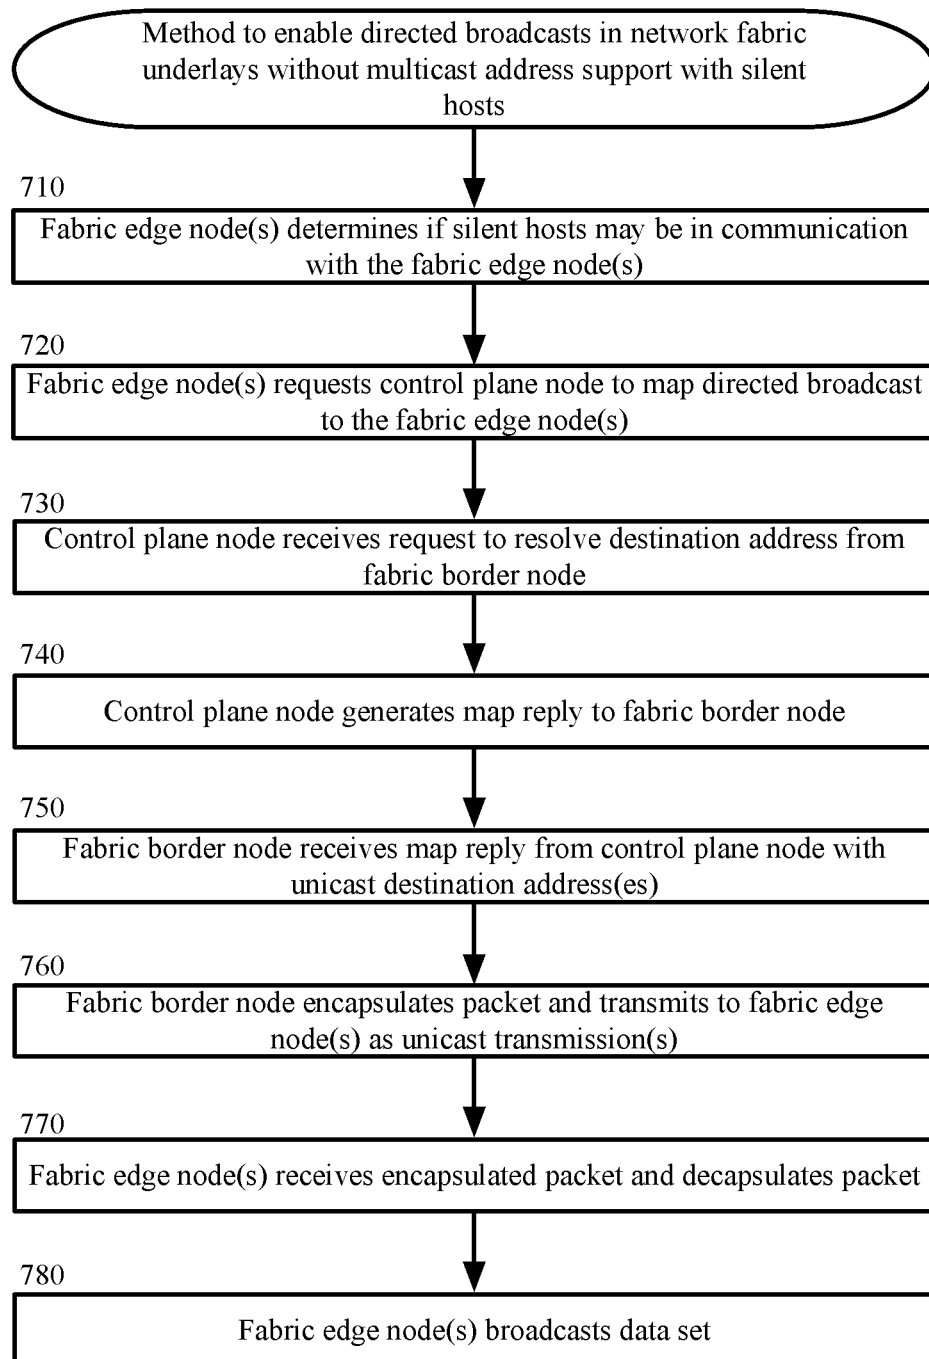 Method to enable directed broadcasts in network fabric
underlays without multicast address support with silent
hosts
710
Fabric edge node(s) determines if silent hosts may be in communication
with the fabric edge node(s)
720
Fabric edge node(s) requests control plane node to map directed broadcast
to the fabric edge node(s)
730
Control plane node receives request to resolve destination address from
fabric border node
740
Control plane node generates map reply to fabric border node
750
Fabric border node receives map reply from control plane node with
unicast destination address(es)
760
Fabric border node encapsulates packet and transmits to fabric edge
node(s) as unicast transmission(s)
770
Fabric edge node(s) receives encapsulated packet and decapsulates packet
780
Fabric edge node(s) broadcasts data set